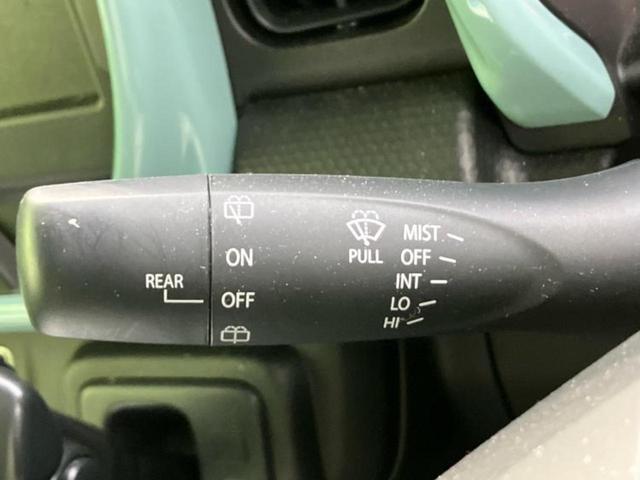 REAR
ON
OFF
PULL
MIST
OFF
INT
LO
HI